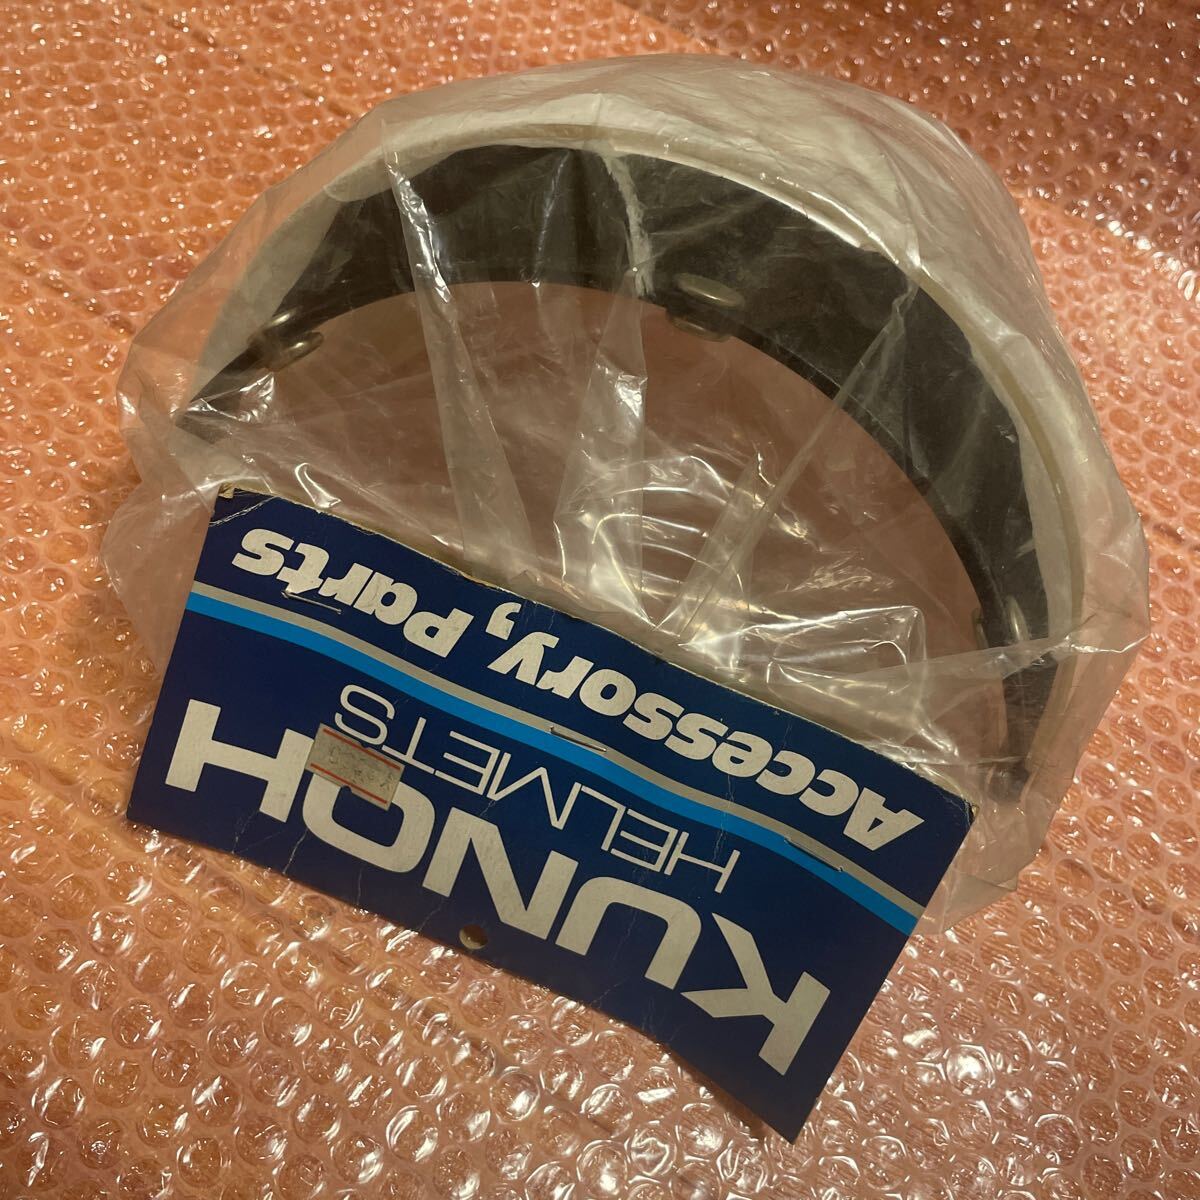 KUNOH
HELMETS
Accessory, Parts